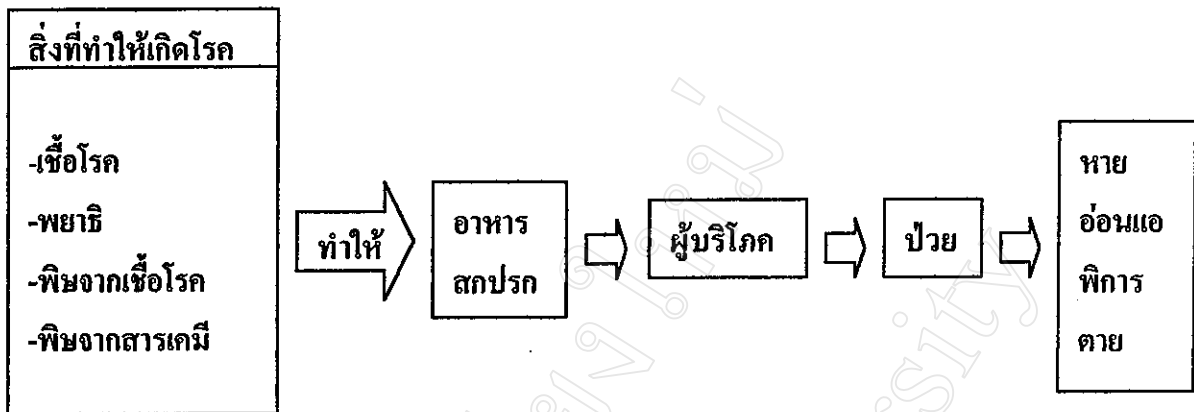 สิ่งที่ทำให้เกิดโรค
-เชื้อโรค
-พยาธิ
-พิษจากเชื้อโรค
-พิษจากสารเคมี
ทำให้
อาหาร
สกปรก
ผู้บริโภค
ป่วย
หาย
อ่อนแอ
พิการ
ตาย